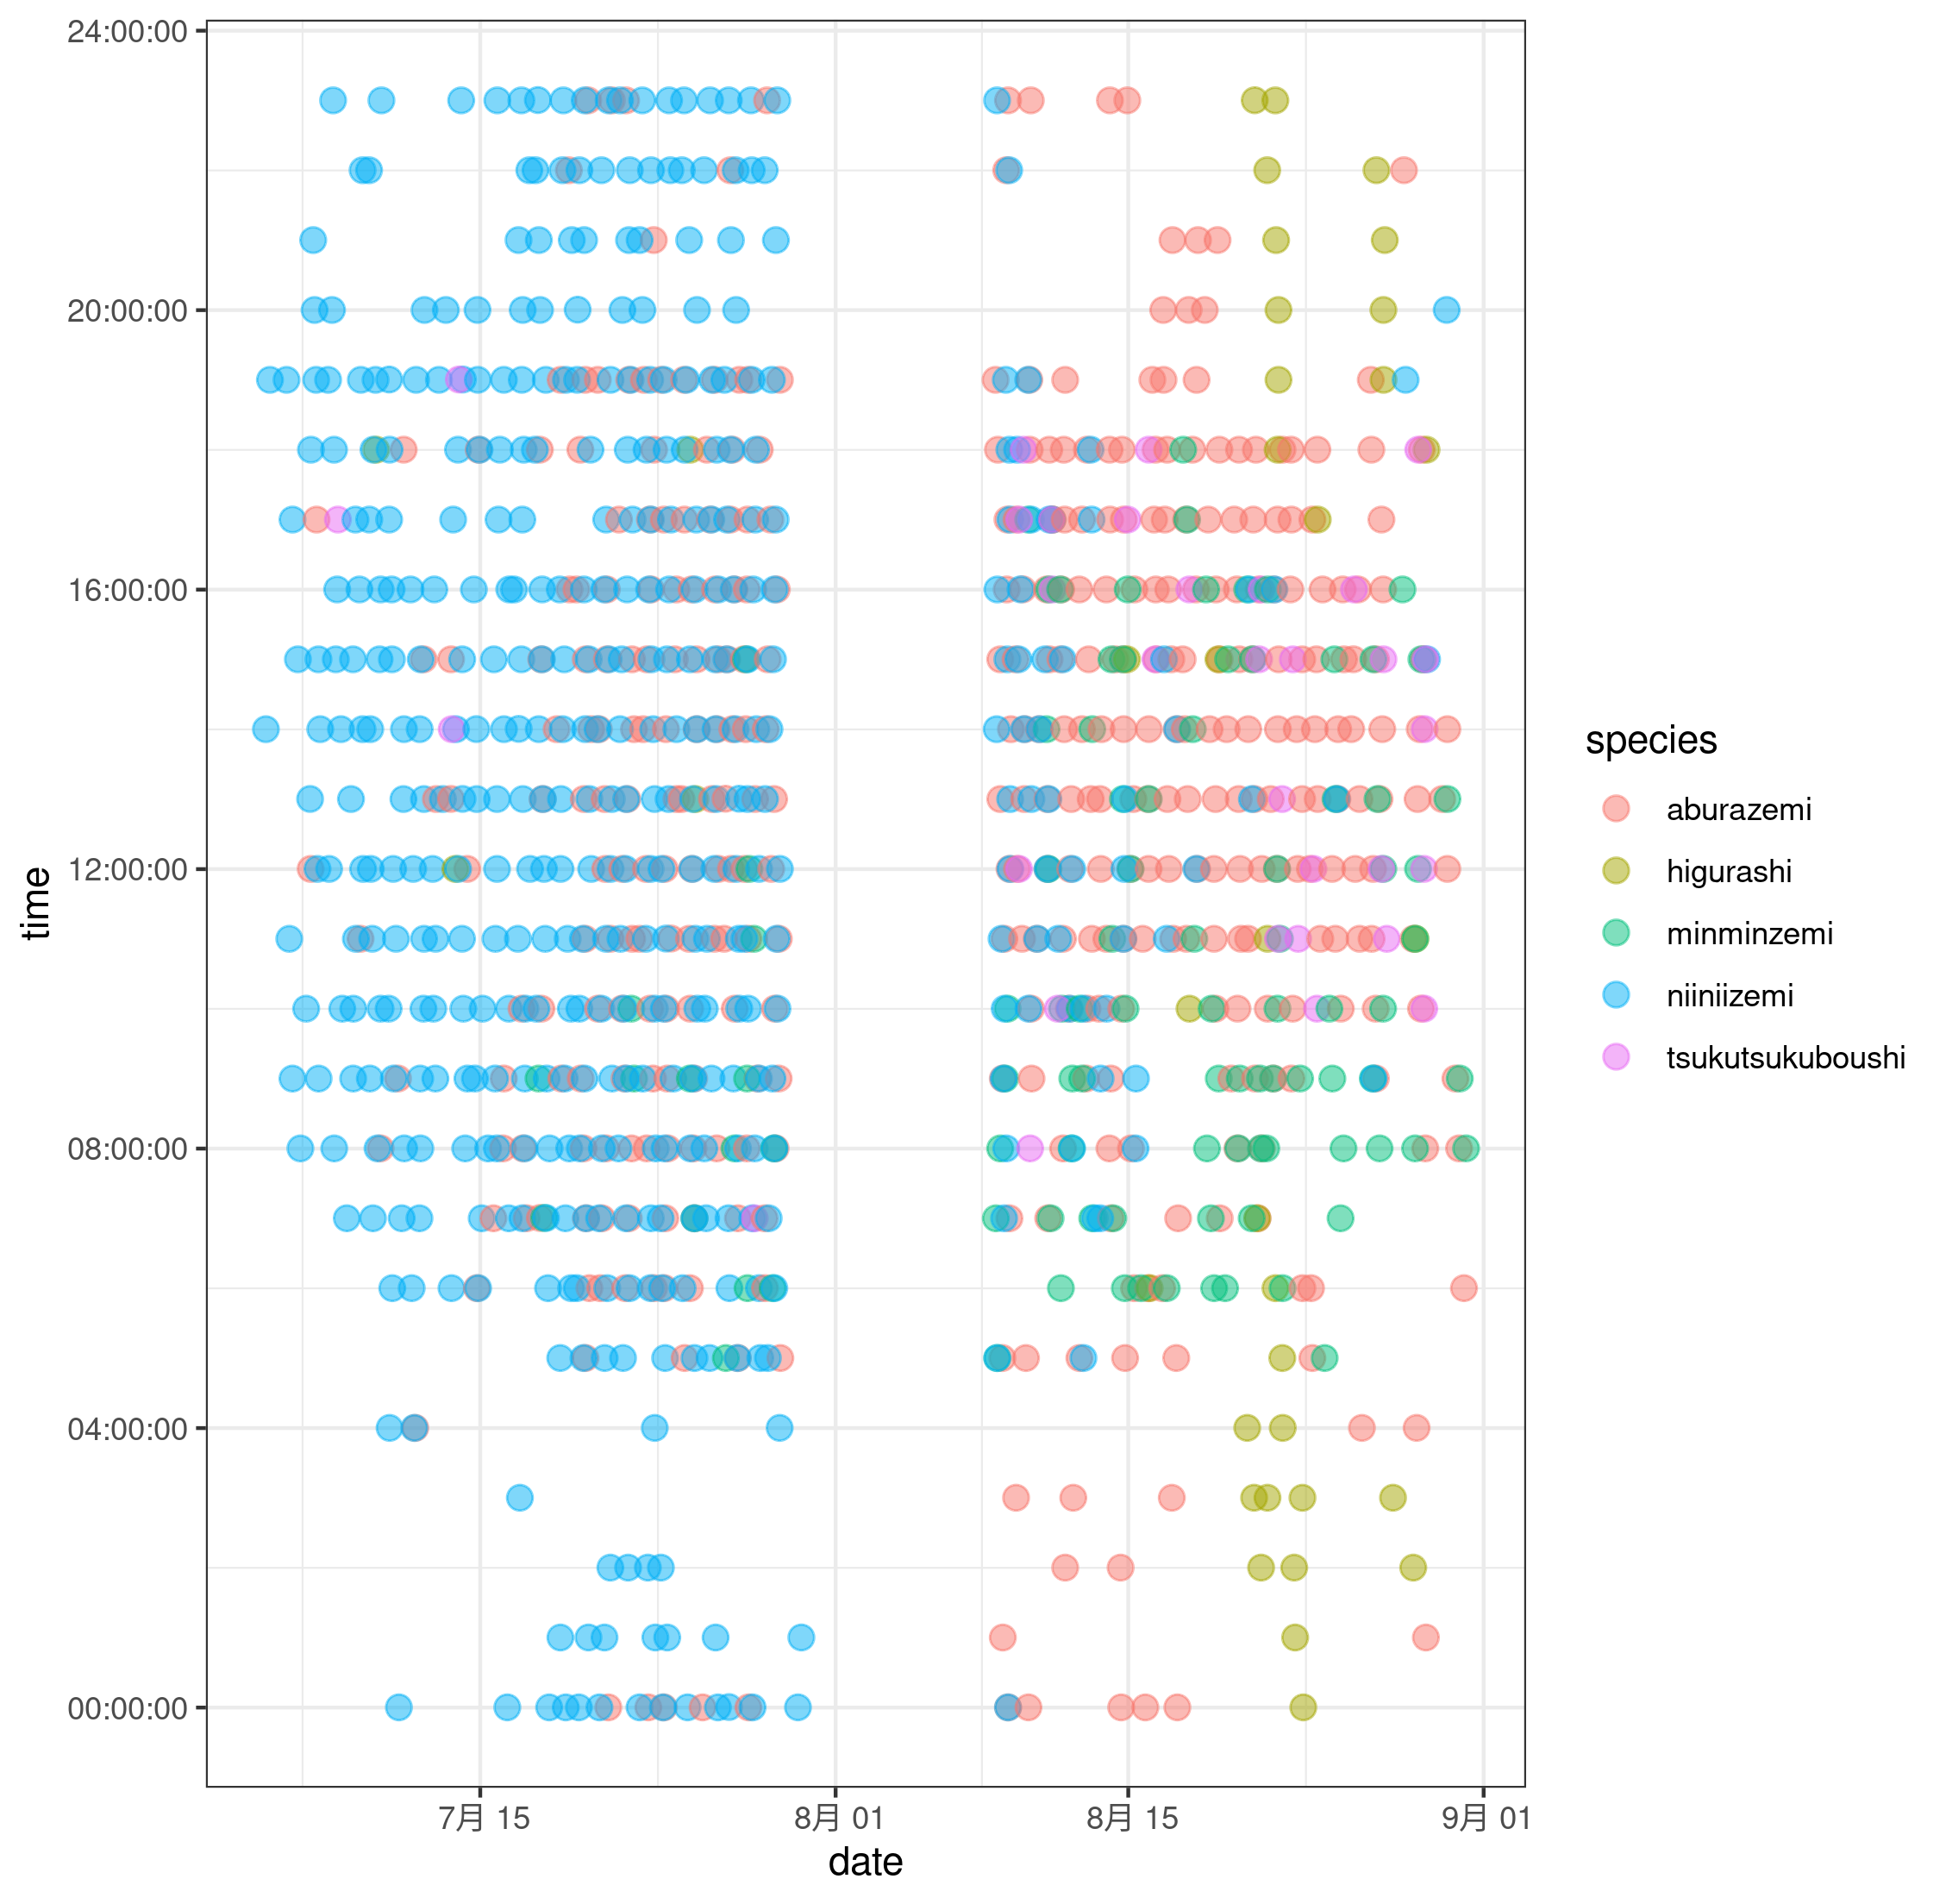 24:00:00
20:00:00
16:00:00
12:00:00
08:00:00
04:00:00
00:00:00
time
7月 15
8月 01
8月 15
9月 01
date
species
aburazemi
higurashi
minminzemi
niiniizemi
tsukutsukuboushi